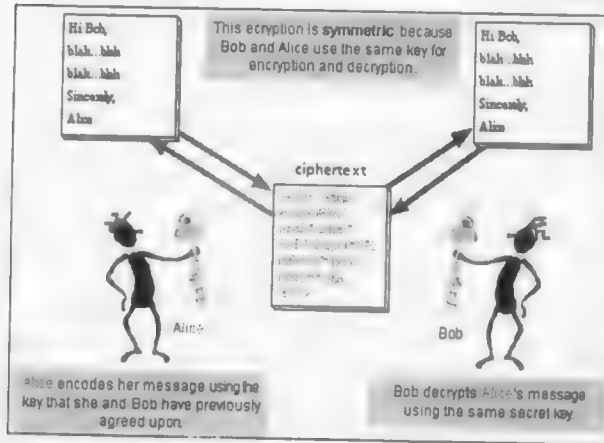 Hi Bob,
blah...blah
blah...blah
Sincerely,
Alice
This ecryption is symmetric because
Bob and Alice use the same key for
encryption and decryption.
Hi Bob,
blah...blah
blah...blah
Sincerely,
Alice
ciphertext
Alice
Bob
Alice encodes her message using the
key that she and Bob have previously
agreed upon.
Bob decrypts Alice's message
using the same secret key.